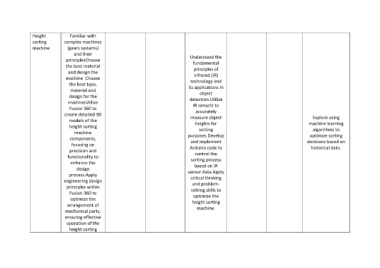 Height
sorting
machine
Familiar with
complex machines
(gears systems)
and their
principlesChoose
the best material
and design the
machine Choose
the best type,
material and
design for the
machineUtilize
Fusion 360 to
create detailed 3D
models of the
height sorting
machine
components,
focusing on
precision and
functionality to
enhance the
design
process.Apply
engineering design
principles within
Fusion 360 to
optimize the
arrangement of
mechanical parts,
ensuring effective
operation of the
height sorting
Understand the
fundamental
principles of
infrared (IR)
technology and
its applications in
object
detection.Utilize
IR sensors to
accurately
measure object
heights for
sorting
purposes.Develop
and implement
Arduino code to
control the
sorting process
based on IR
sensor data.Apply
critical thinking
and problem-
solving skills to
optimize the
height sorting
machine.
Explore using
machine learning
algorithms to
optimize sorting
decisions based on
historical data.